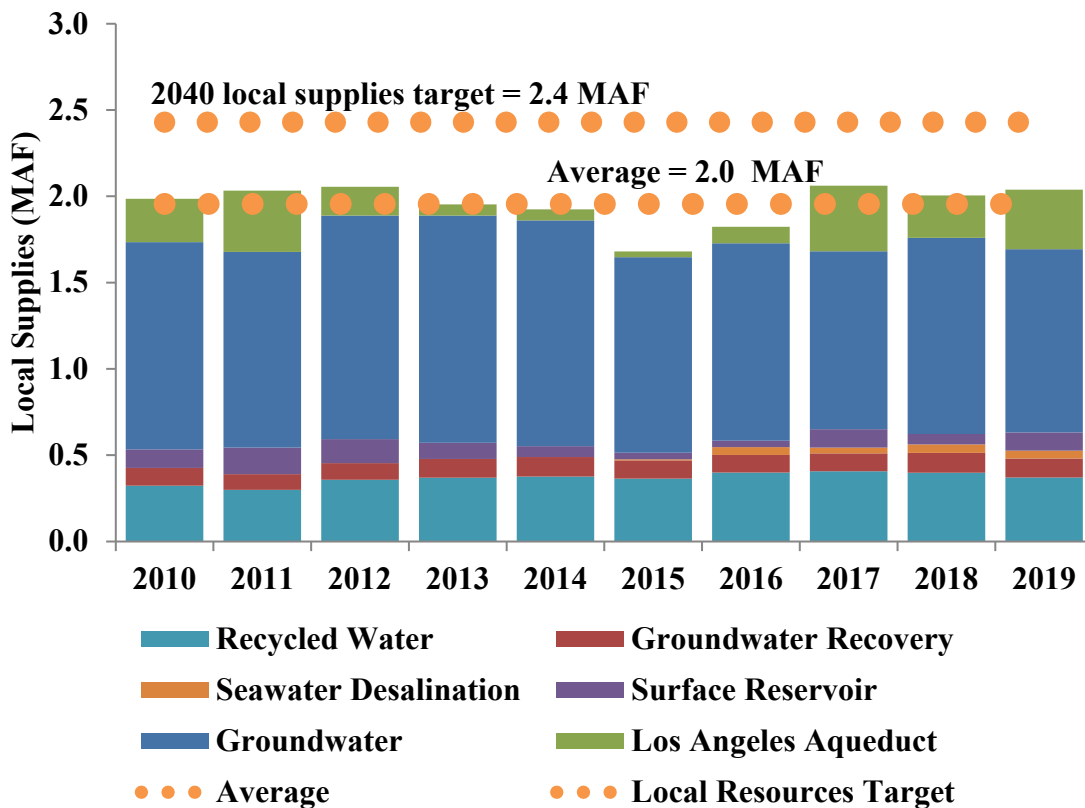 3.0
2040 local supplies target = 2.4 MAF
2.5
Average = 2.0 MAF
2.0
1.5
1.0
0.5
0.0
Local Supplies (MAF)
2010 2011 2012 2013 2014 2015 2016 2017 2018 2019
Recycled Water Groundwater Recovery
Seawater Desalination Surface Reservoir
Groundwater Los Angeles Aqueduct
Average Local Resources Target